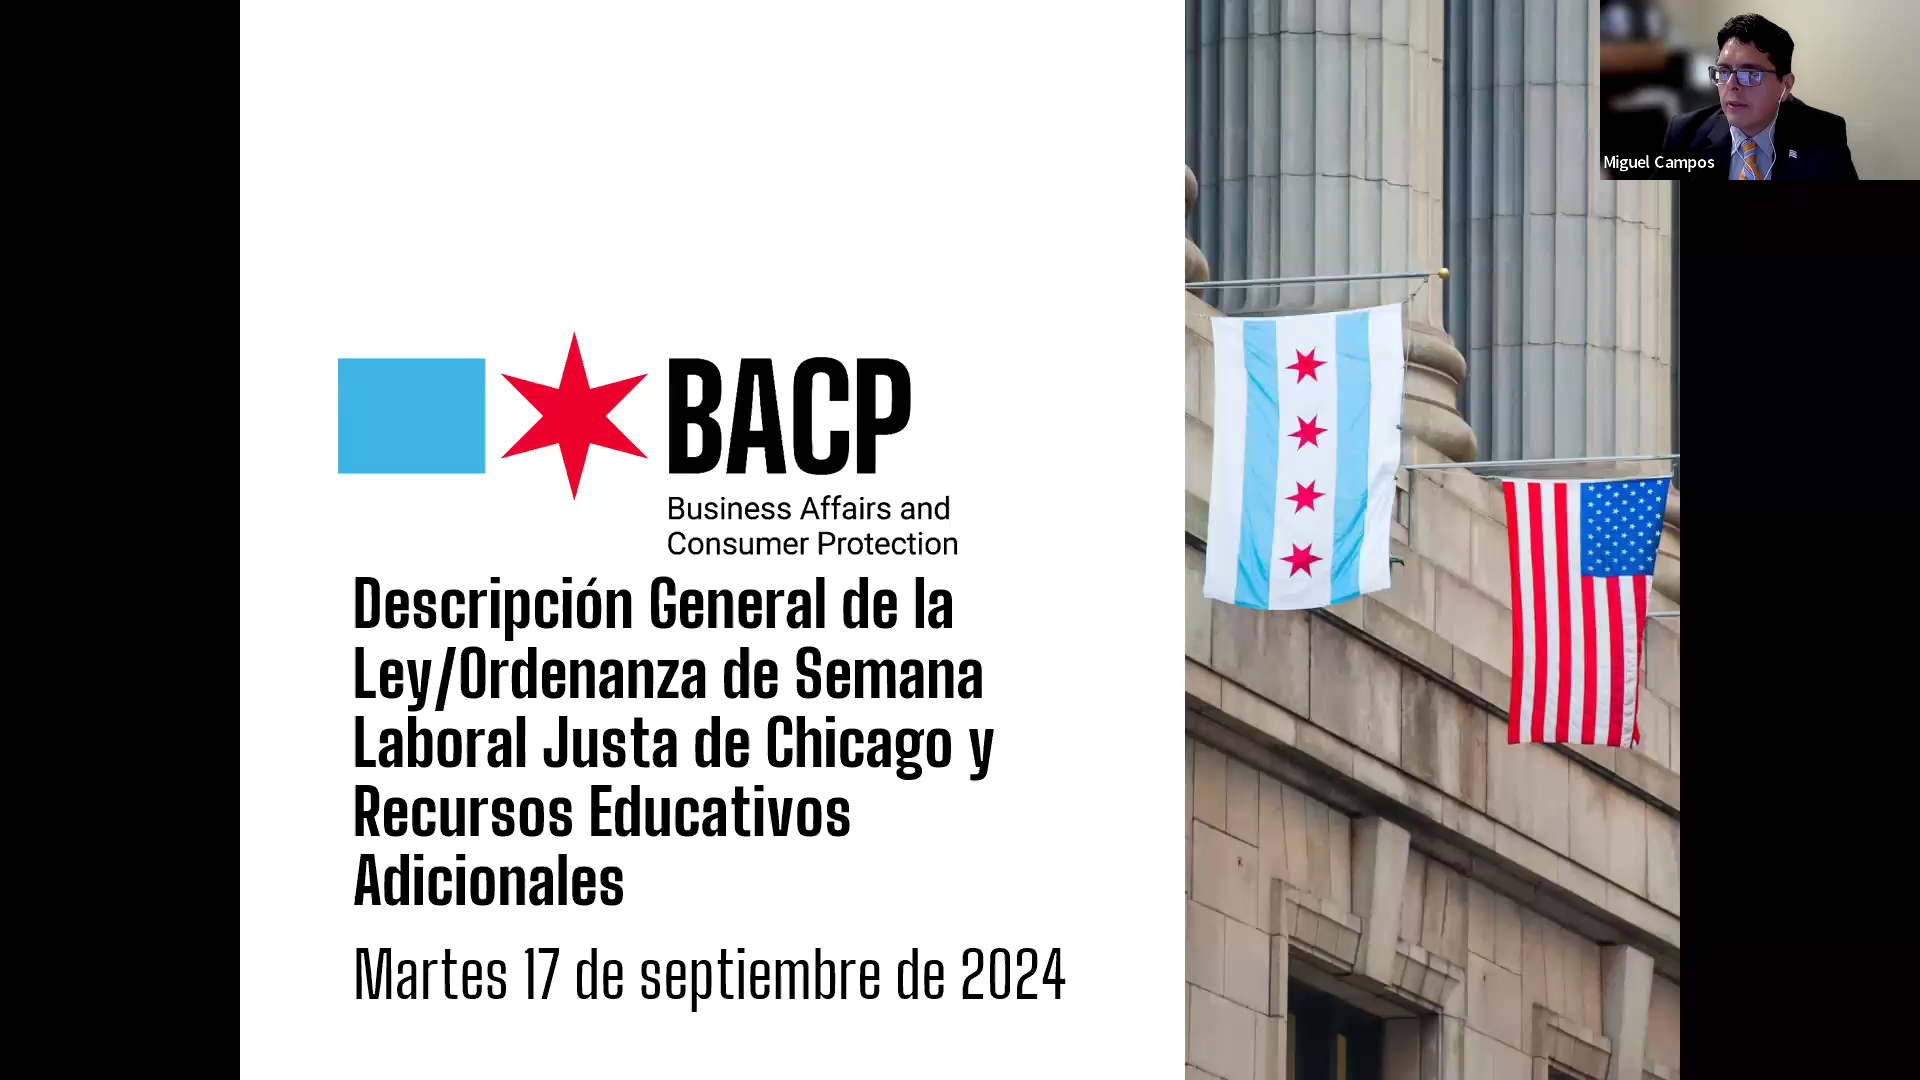 Miguel Campos
BACP
Business Affairs and
Consumer Protection
Descripción General de la
Ley/Ordenanza de Semana
Laboral Justa de Chicago y
Recursos Educativos
Adicionales
Martes 17 de septiembre de 2024